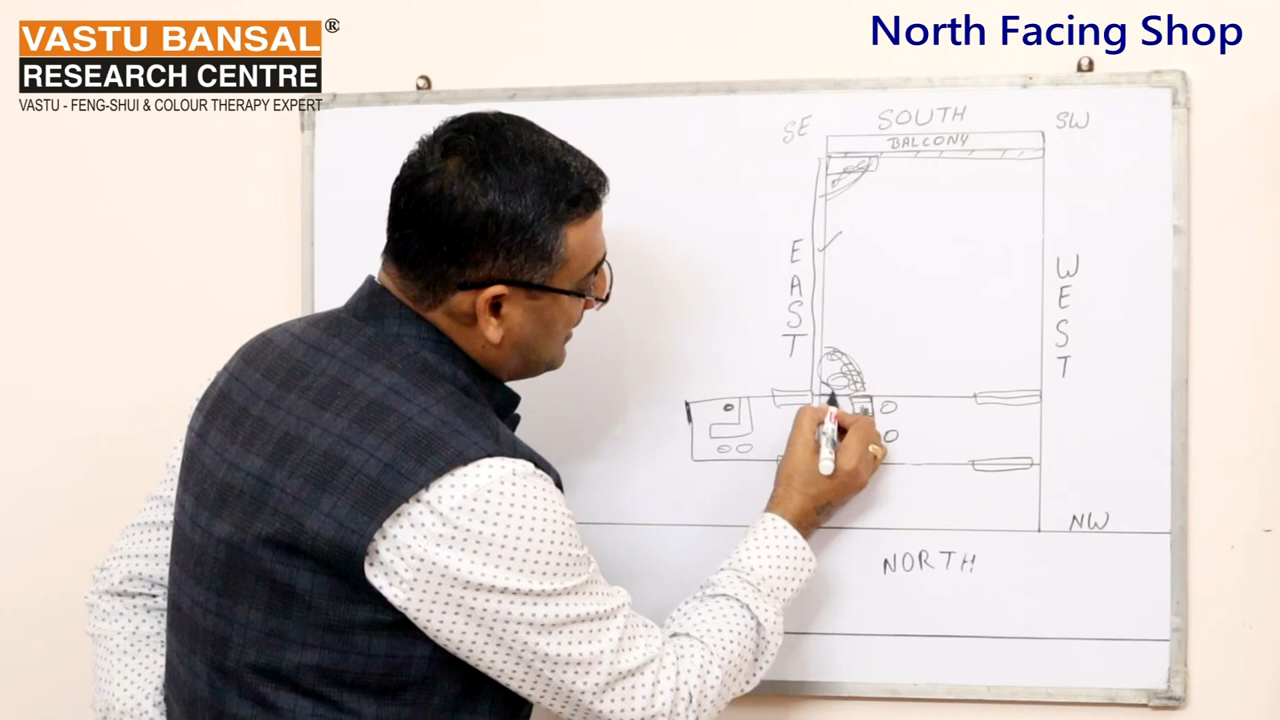 VASTU BANSAL®
RESEARCH CENTRE
VASTU - FENG-SHUI & COLOUR THERAPY EXPERT
North Facing Shop
SE
SOUTH
SW
BALCONY
EAST
WEST
NW
NORTH